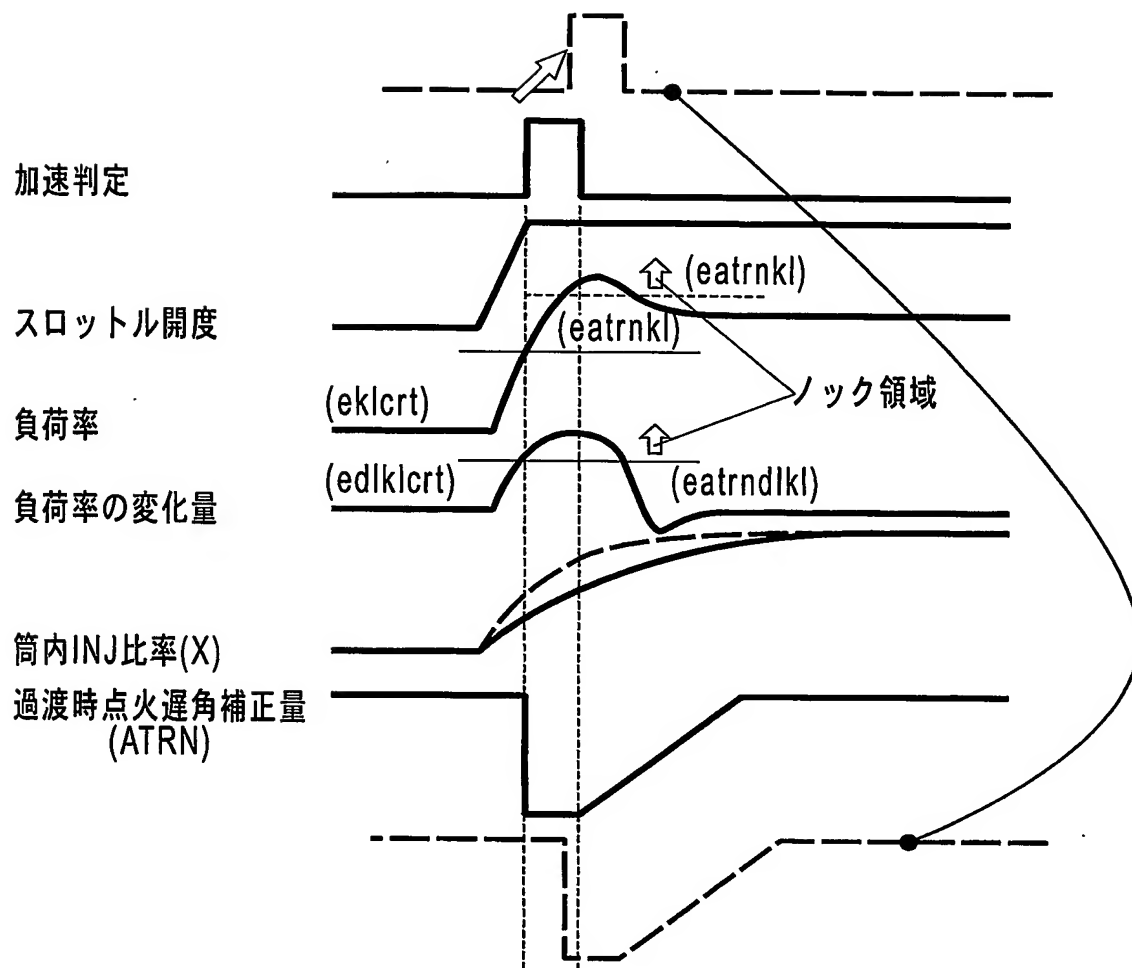 加速判定
(eatrnkl)
スロットル開度
(eatrnkl)
ノック領域
(eklcrt)
負荷率
(edlklcrt)
(eatrndlkl)
負荷率の変化量
筒内INJ比率(X)
過渡時点火遅角補正量
(ATRN)